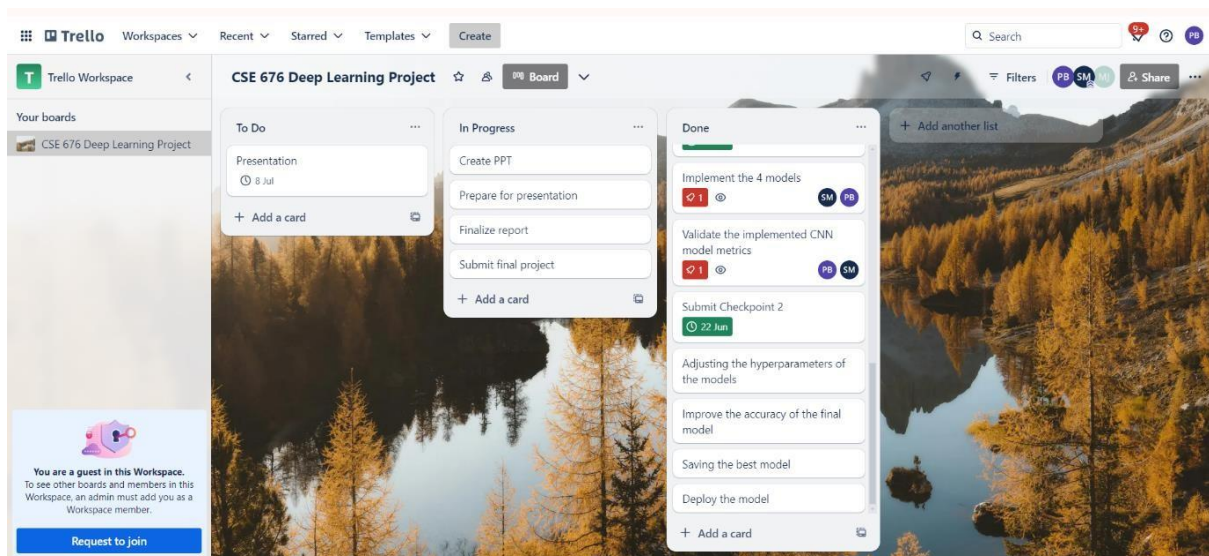 Trello Workspaces Recent Starred Templates Create Search 9+ PB
T Trello Workspace
CSE 676 Deep Learning Project Board Filters PB SM MI Share
Your boards
CSE 676 Deep Learning Project
To Do
Presentation
8 Jul
+ Add a card
In Progress
Create PPT
Prepare for presentation
Finalize report
Submit final project
+ Add a card
Done
Implement the 4 models
1 SM PB
Validate the implemented CNN
model metrics
1 PB SM
Submit Checkpoint 2
22 Jun
Adjusting the hyperparameters of
the models
Improve the accuracy of the final
model
Saving the best model
Deploy the model
+ Add a card
+ Add another list
You are a guest in this Workspace.
To see other boards and members in this
Workspace, an admin must add you as a
Workspace member.
Request to join